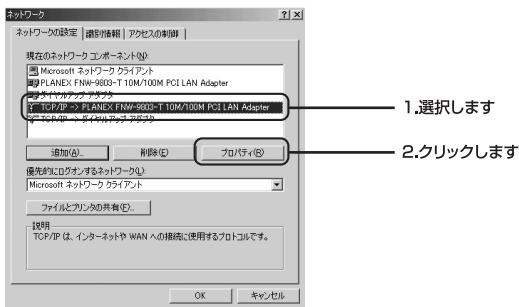 ネットワーク
ネットワークの設定 識別情報 アクセスの制御
現在のネットワーク コンポーネント(N):
Microsoft ネットワーク クライアント
PLANEX FNW-9803-T 10M/100M PCI LAN Adapter
ダイヤルアップ アダプタ
TCP/IP -> PLANEX FNW-9803-T 10M/100M PCI LAN Adapter
TCP/IP -> ダイヤルアップ アダプタ
1.選択します
追加(A)... 削除(E) プロパティ(R)
2.クリックします
優先的にログオンするネットワーク(L):
Microsoft ネットワーク クライアント
ファイルとプリンタの共有(F)...
説明
TCP/IP は、インターネットや WAN への接続に使用するプロトコルです。
OK キャンセル